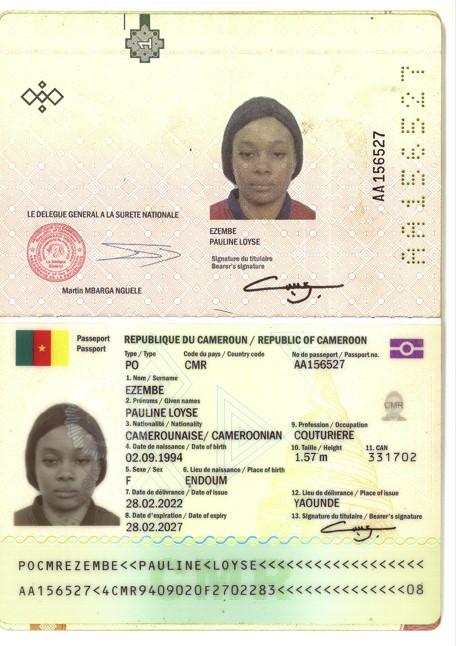 AA156527
AA156527
LE DELEGUE GENERAL A LA SURETE NATIONALE
EZEMBE
PAULINE LOYSE
Signature du titulaire
Bearer's signature
Martin MBARGA NGUELE
Passeport
Passport
REPUBLIQUE DU CAMEROUN / REPUBLIC OF CAMEROON
Type / Type
Code du pays / Country code
No de passeport / Passport no.
PO
CMR
AA156527
1. Nom / Surname
EZEMBE
2. Prénoms / Given names
PAULINE LOYSE
3. Nationalité / Nationality
9. Profession / Occupation
CAMEROUNAISE/ CAMEROONIAN
COUTURIERE
4. Date de naissance / Date of birth
10. Taille / Height
11. CAN
02.09.1994
1.57 m
331702
5. Sexe / Sex
6. Lieu de naissance / Place of birth
F
ENDOUM
7. Date de délivrance / Date of issue
12. Lieu de délivrance / Place of issue
28.02.2022
YAOUNDE
8. Date d'expiration / Date of expiry
13. Signature du titulaire / Bearer's signature
28.02.2027
CMR
POCMREZEMBE<<PAULINE<LOYSE<<<<<<<<<<<<<<<<<<
AA156527<4CMR9409020F2702283<<<<<<<<<<<<<<08